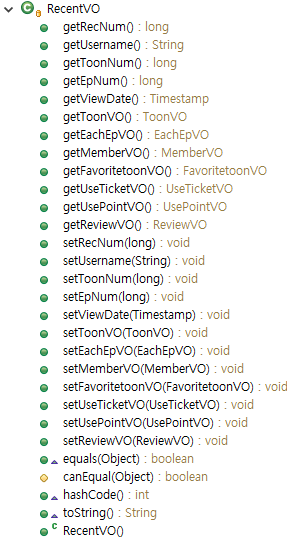 RecentVO
getRecNum() : long
getUsername() : String
getToonNum() : long
getEpNum() : long
getViewDate() : Timestamp
getToonVO() : ToonVO
getEachEpVO() : EachEpVO
getMemberVO() : MemberVO
getFavoritetoonVO() : FavoritetoonVO
getUseTicketVO() : UseTicketVO
getUsePointVO() : UsePointVO
getReviewVO() : ReviewVO
setRecNum(long) : void
setUsername(String) : void
setToonNum(long) : void
setEpNum(long) : void
setViewDate(Timestamp) : void
setToonVO(ToonVO) : void
setEachEpVO(EachEpVO) : void
setMemberVO(MemberVO) : void
setFavoritetoonVO(FavoritetoonVO) : void
setUseTicketVO(UseTicketVO) : void
setUsePointVO(UsePointVO) : void
setReviewVO(ReviewVO) : void
equals(Object) : boolean
canEqual(Object) : boolean
hashCode() : int
toString() : String
RecentVO()